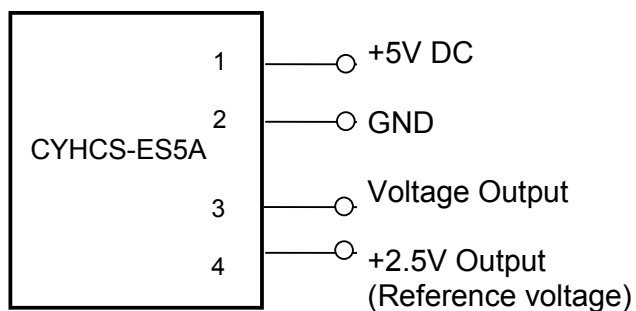 1 +5V DC
2 GND
CYHCS-ES5A
3 Voltage Output
4 +2.5V Output
(Reference voltage)